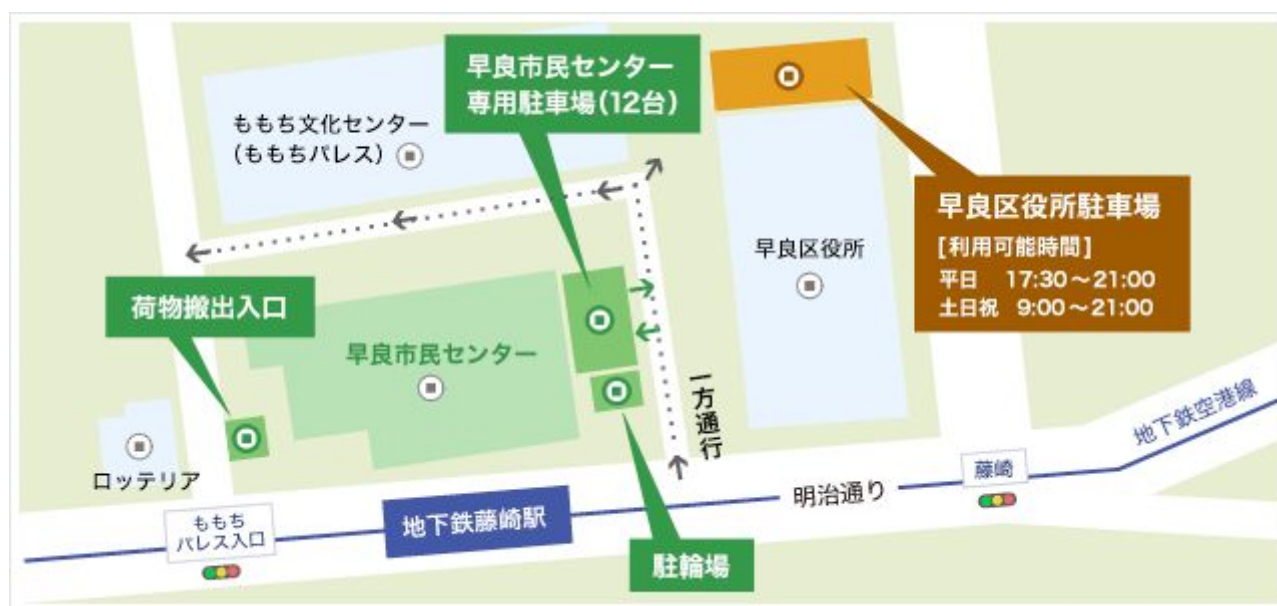 早良市民センター
専用駐車場(12台)
ももち文化センター
(ももちパレス)
早良区役所駐車場
[利用可能時間]
平日 17:30～21:00
土日祝 9:00～21:00
早良区役所
荷物搬出入口
早良市民センター
一方通行
ロッテリア
地下鉄空港線
藤崎
明治通り
地下鉄藤崎駅
ももち
パレス入口
駐輪場